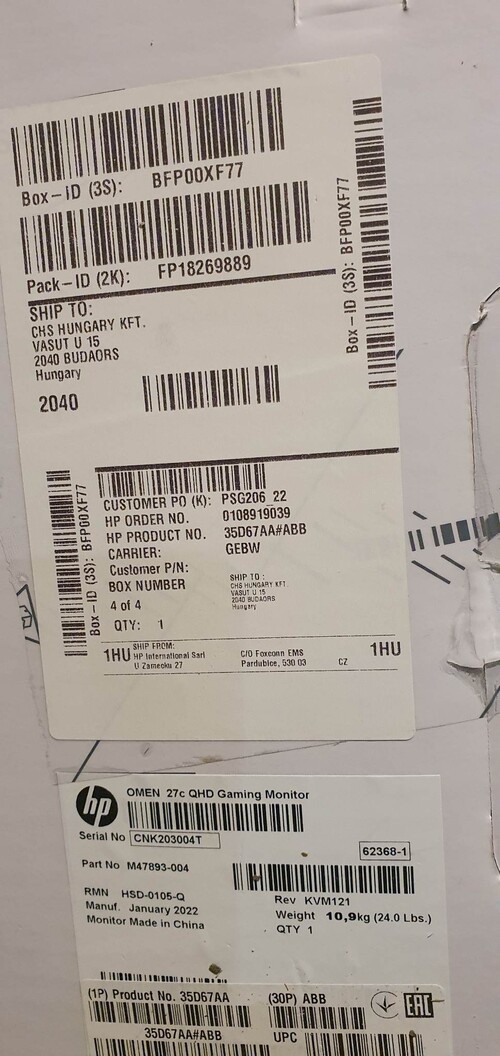 Box-ID (3S): BFP00XF77
Pack-ID (2K): FP18269889
Box-ID (3S): BFP00XF77
SHIP TO:
CHS HUNGARY KFT.
VASUT U 15
2040 BUDAORS
Hungary
2040
Box-ID (3S): BFP00XF77
CUSTOMER PO (K): PSG206_22
HP ORDER NO. 0108919039
HP PRODUCT NO. 35D67AA#ABB
CARRIER: GEBW
Customer P/N:
BOX NUMBER
4 of 4
QTY: 1
SHIP TO :
CHS HUNGARY KFT.
VASUT U 15
2040 BUDAORS
Hungary
1HU
SHIP FROM:
HP International Sarl
U Zamecku 27
C/O Foxconn EMS
Pardubice, 530 03 CZ
1HU
hp
OMEN 27c QHD Gaming Monitor
Serial No CNK203004T
62368-1
Part No M47893-004
RMN HSD-0105-Q
Manuf. January 2022
Monitor Made in China
Rev KVM121
Weight 10,9kg (24.0 Lbs.)
QTY 1
(1P) Product No. 35D67AA
(30P) ABB
EAC
35D67AA#ABB
UPC